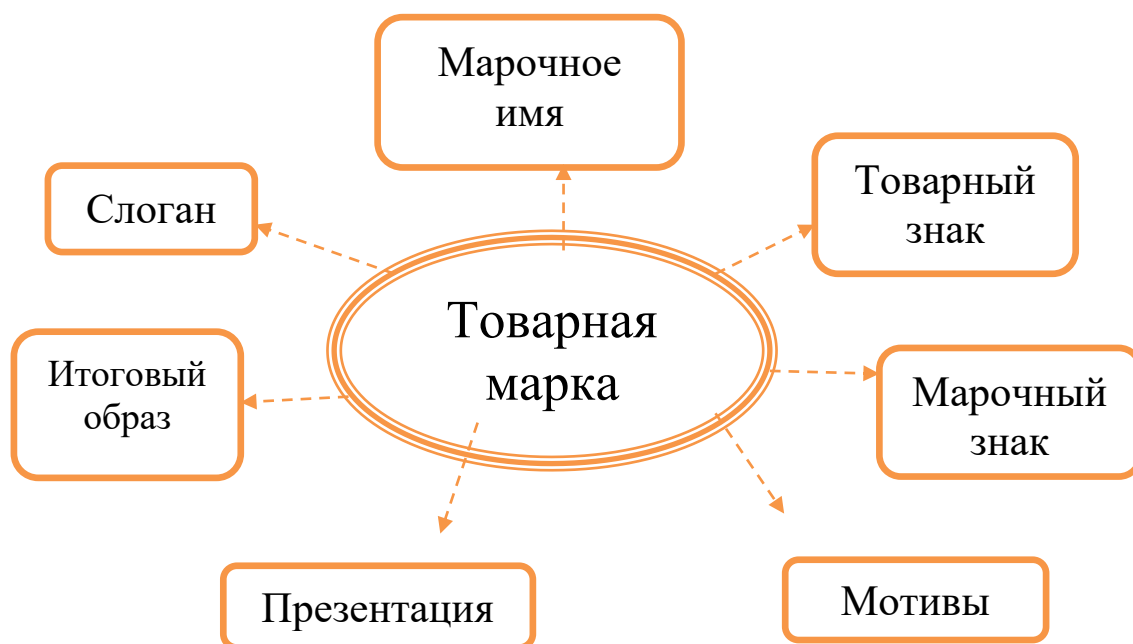 Марочное
имя
Слоган
Товарный
знак
Товарная
марка
Итоговый
образ
Марочный
знак
Презентация
Мотивы